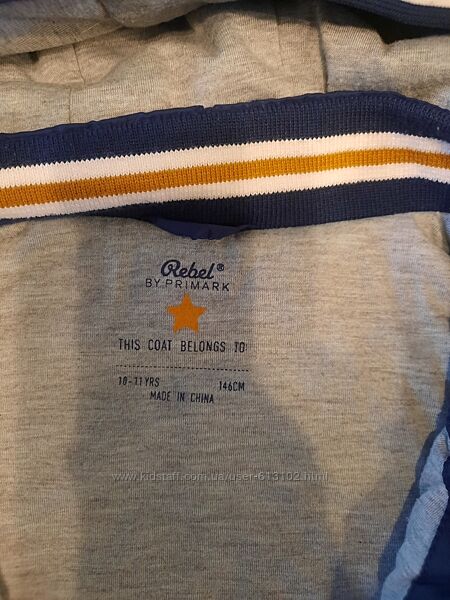 Rebel®
BY PRIMARK
THIS COAT BELONGS TO
10-11YRS 146CM
MADE IN CHINA
www.kidstaff.com.ua/user-613102.html